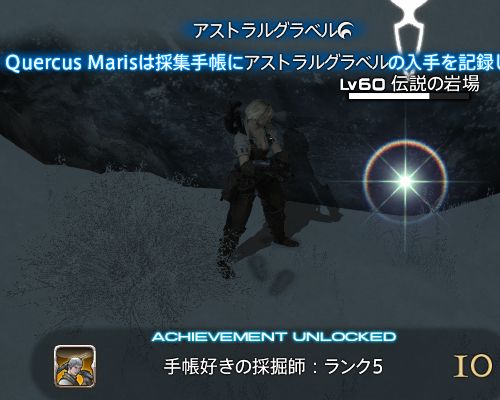 アストラルグラベル
Quercus Marisは採集手帳にアストラルグラベルの入手を記録し
Lv60 伝説の岩場
ACHIEVEMENT UNLOCKED
手帳好きの採掘師：ランク5
10